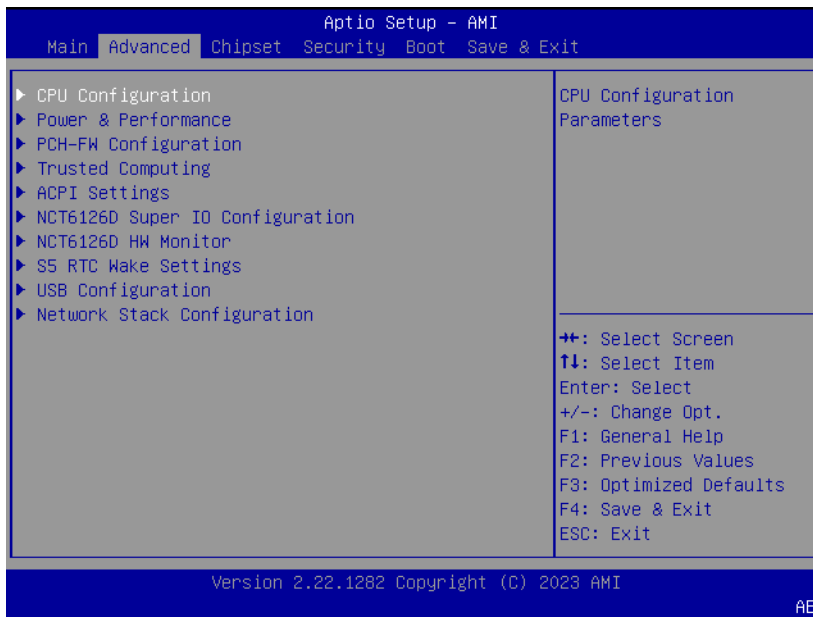 Aptio Setup - AMI
Main Advanced Chipset Security Boot Save & Exit
CPU Configuration
Power & Performance
PCH-FW Configuration
Trusted Computing
ACPI Settings
NCT6126D Super IO Configuration
NCT6126D HW Monitor
S5 RTC Wake Settings
USB Configuration
Network Stack Configuration
CPU Configuration
Parameters
→←: Select Screen
↑↓: Select Item
Enter: Select
+/-: Change Opt.
F1: General Help
F2: Previous Values
F3: Optimized Defaults
F4: Save & Exit
ESC: Exit
Version 2.22.1282 Copyright (C) 2023 AMI